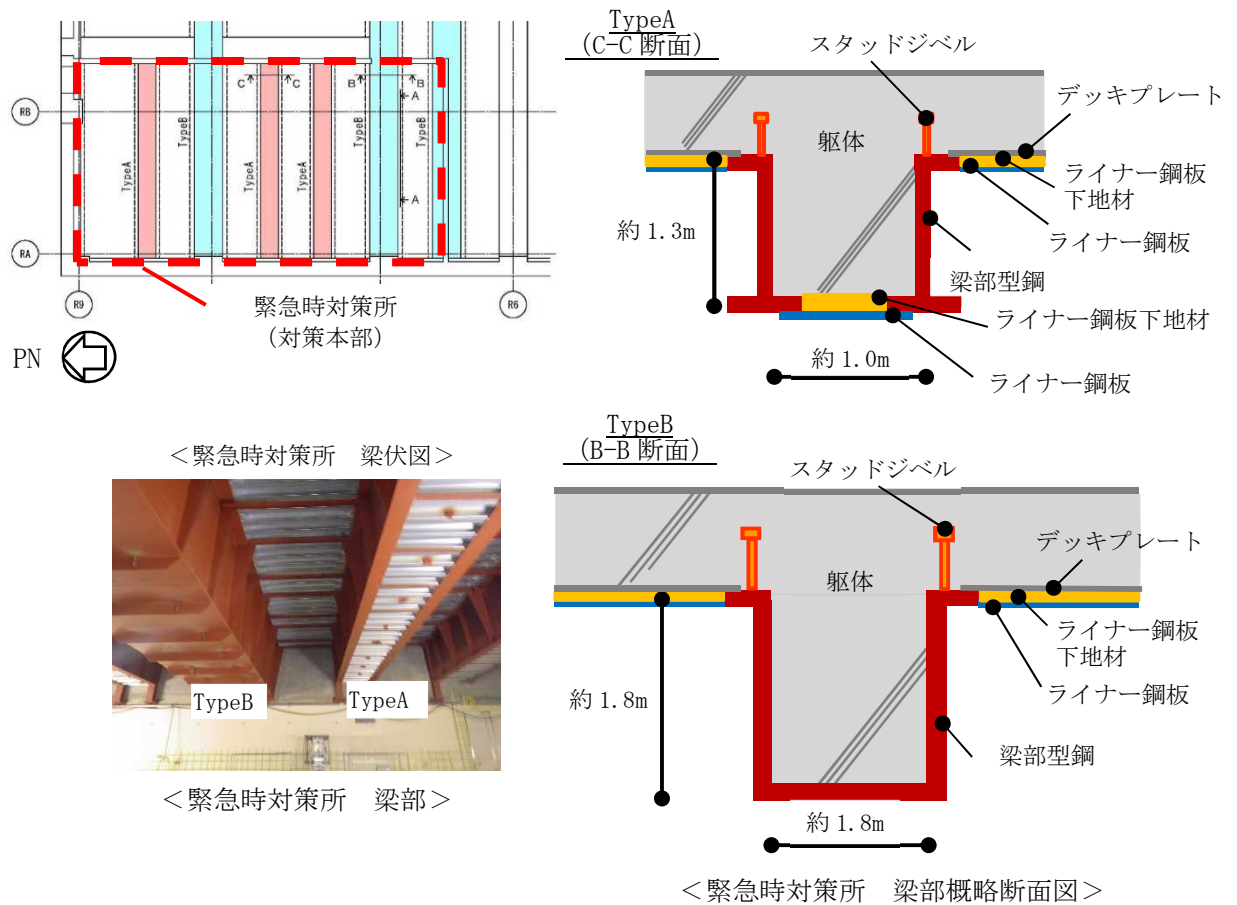 RB
RA
R9
R6
TypeA
TypeB
C
C
TypeA
TypeA
B
B
A
A
TypeB
TypeB
緊急時対策所
(対策本部)
PN
<緊急時対策所 梁伏図>
TypeB
TypeA
<緊急時対策所 梁部>
TypeA
(C-C 断面)
スタッドジベル
デッキプレート
躯体
ライナー鋼板
下地材
約 1.3m
ライナー鋼板
梁部型鋼
ライナー鋼板下地材
約 1.0m
ライナー鋼板
TypeB
(B-B 断面)
スタッドジベル
デッキプレート
躯体
ライナー鋼板
下地材
約 1.8m
ライナー鋼板
梁部型鋼
約 1.8m
<緊急時対策所 梁部概略断面図>